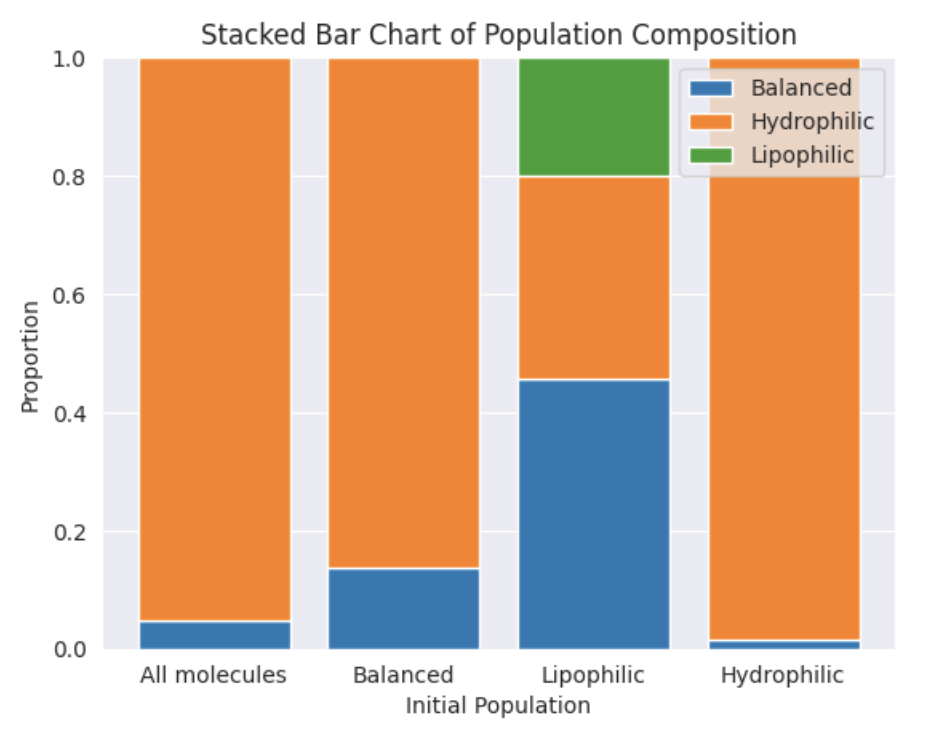 Stacked Bar Chart of Population Composition
1.0
0.8
0.6
0.4
0.2
0.0
Proportion
Balanced
Hydrophilic
Lipophilic
All molecules
Balanced
Lipophilic
Hydrophilic
Initial Population